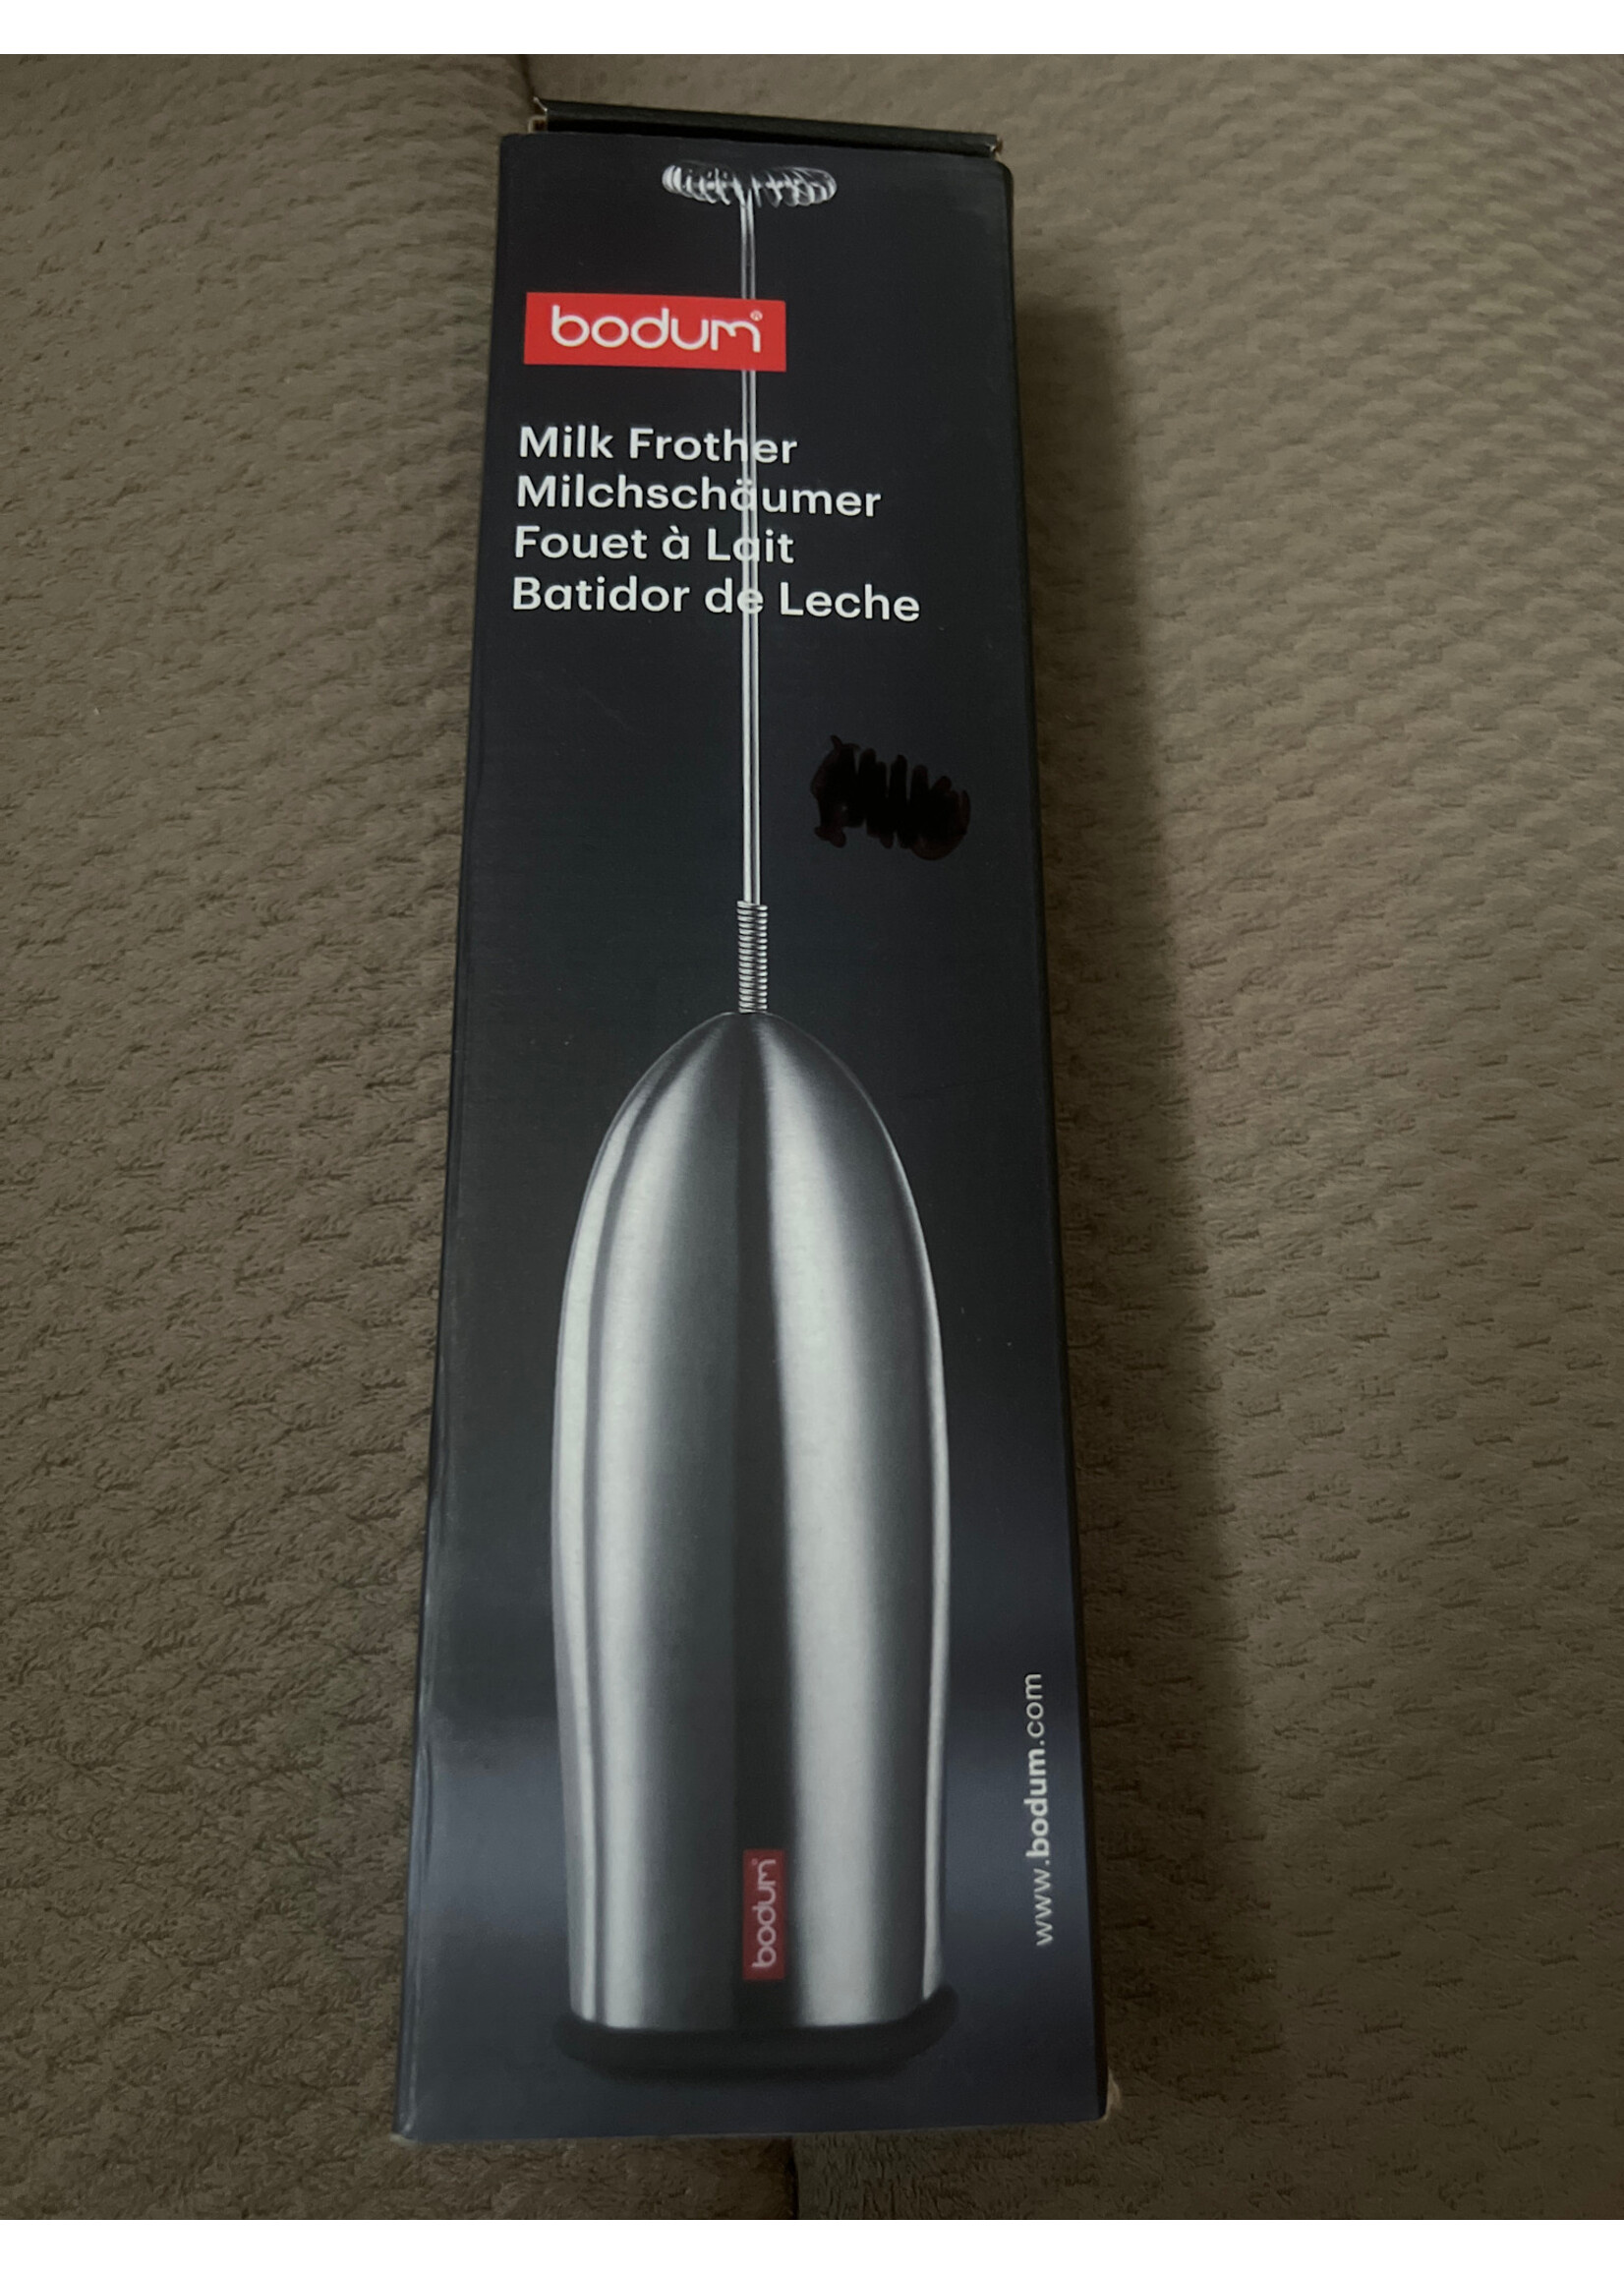 bodum®
Milk Frother
Milchschäumer
Fouet à Lait
Batidor de Leche
bodum
www.bodum.com